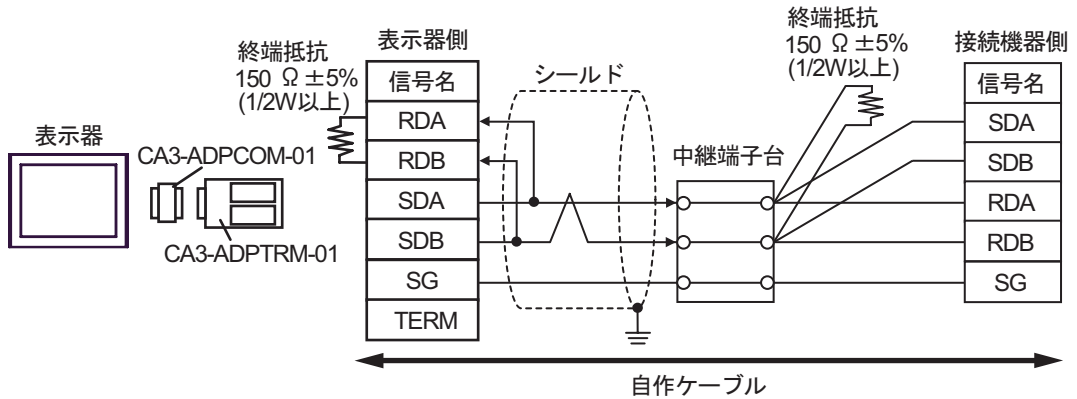 表示器
CA3-ADPCOM-01
CA3-ADPTRM-01
終端抵抗
150 Ω ±5%
(1/2W以上)
表示器側
信号名
RDA
RDB
SDA
SDB
SG
TERM
シールド
中継端子台
終端抵抗
150 Ω ±5%
(1/2W以上)
接続機器側
信号名
SDA
SDB
RDA
RDB
SG
自作ケーブル